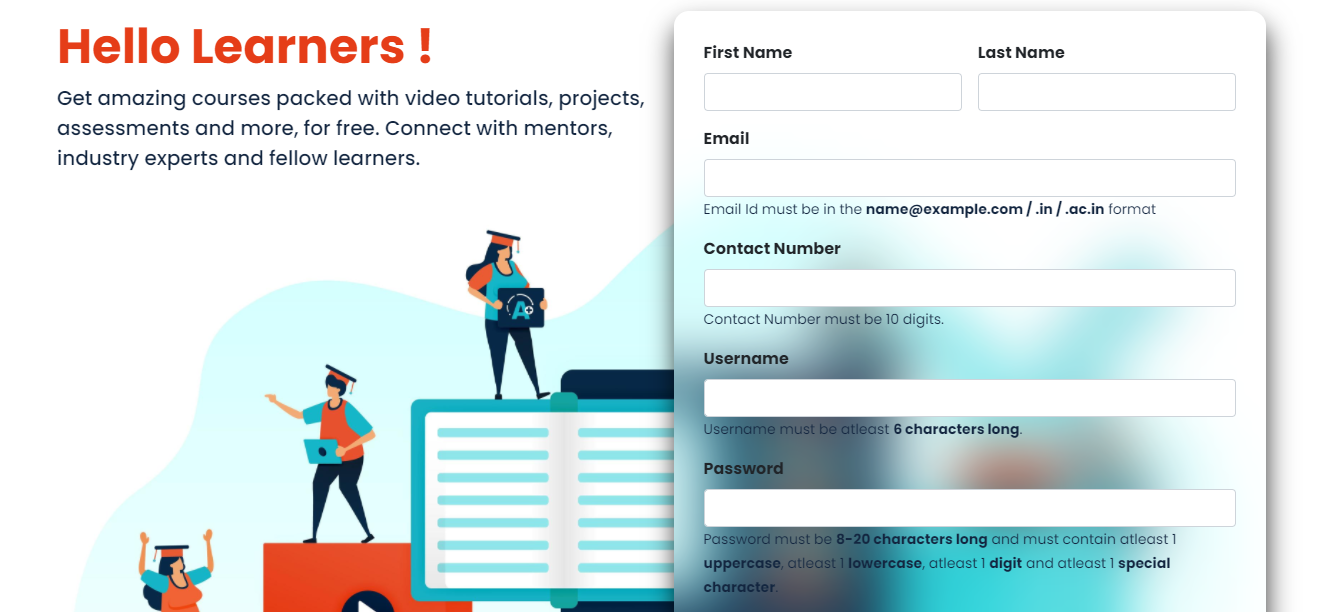 Hello Learners !
Get amazing courses packed with video tutorials, projects,
assessments and more, for free. Connect with mentors,
industry experts and fellow learners.
A+
First Name
Last Name
Email
Email Id must be in the name@example.com / .in / .ac.in format
Contact Number
Contact Number must be 10 digits.
Username
Username must be atleast 6 characters long.
Password
Password must be 8-20 characters long and must contain atleast 1
uppercase, atleast 1 lowercase, atleast 1 digit and atleast 1 special
character.